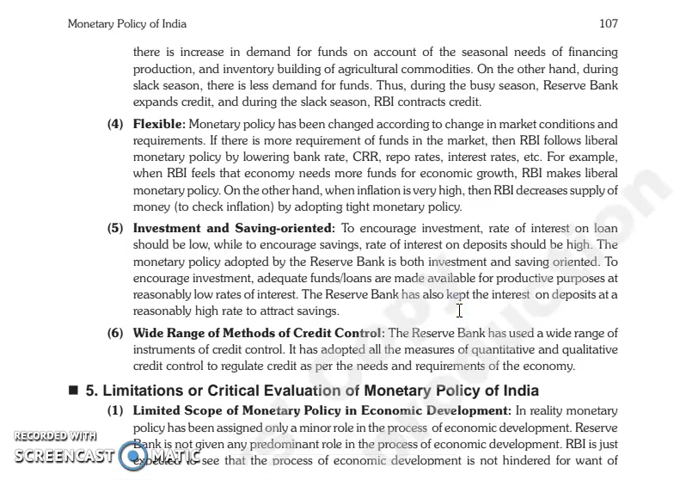 Monetary Policy of India 107
there is increase in demand for funds on account of the seasonal needs of financing
production, and inventory building of agricultural commodities. On the other hand, during
slack season, there is less demand for funds. Thus, during the busy season, Reserve Bank
expands credit, and during the slack season, RBI contracts credit.
(4) Flexible: Monetary policy has been changed according to change in market conditions and
requirements. If there is more requirement of funds in the market, then RBI follows liberal
monetary policy by lowering bank rate, CRR, repo rates, interest rates, etc. For example,
when RBI feels that economy needs more funds for economic growth, RBI makes liberal
monetary policy. On the other hand, when inflation is very high, then RBI decreases supply of
money (to check inflation) by adopting tight monetary policy.
(5) Investment and Saving-oriented: To encourage investment, rate of interest on loan
should be low, while to encourage savings, rate of interest on deposits should be high. The
monetary policy adopted by the Reserve Bank is both investment and saving oriented. To
encourage investment, adequate funds/loans are made available for productive purposes at
reasonably low rates of interest. The Reserve Bank has also kept the interest on deposits at a
reasonably high rate to attract savings.
(6) Wide Range of Methods of Credit Control: The Reserve Bank has used a wide range of
instruments of credit control. It has adopted all the measures of quantitative and qualitative
credit control to regulate credit as per the needs and requirements of the economy.
■ 5. Limitations or Critical Evaluation of Monetary Policy of India
(1) Limited Scope of Monetary Policy in Economic Development: In reality monetary
policy has been assigned only a minor role in the process of economic development. Reserve
Bank is not given any predominant role in the process of economic development. RBI is just
expected to see that the process of economic development is not hindered for want of
RECORDED WITH
SCREENCAST MATIC
Copy